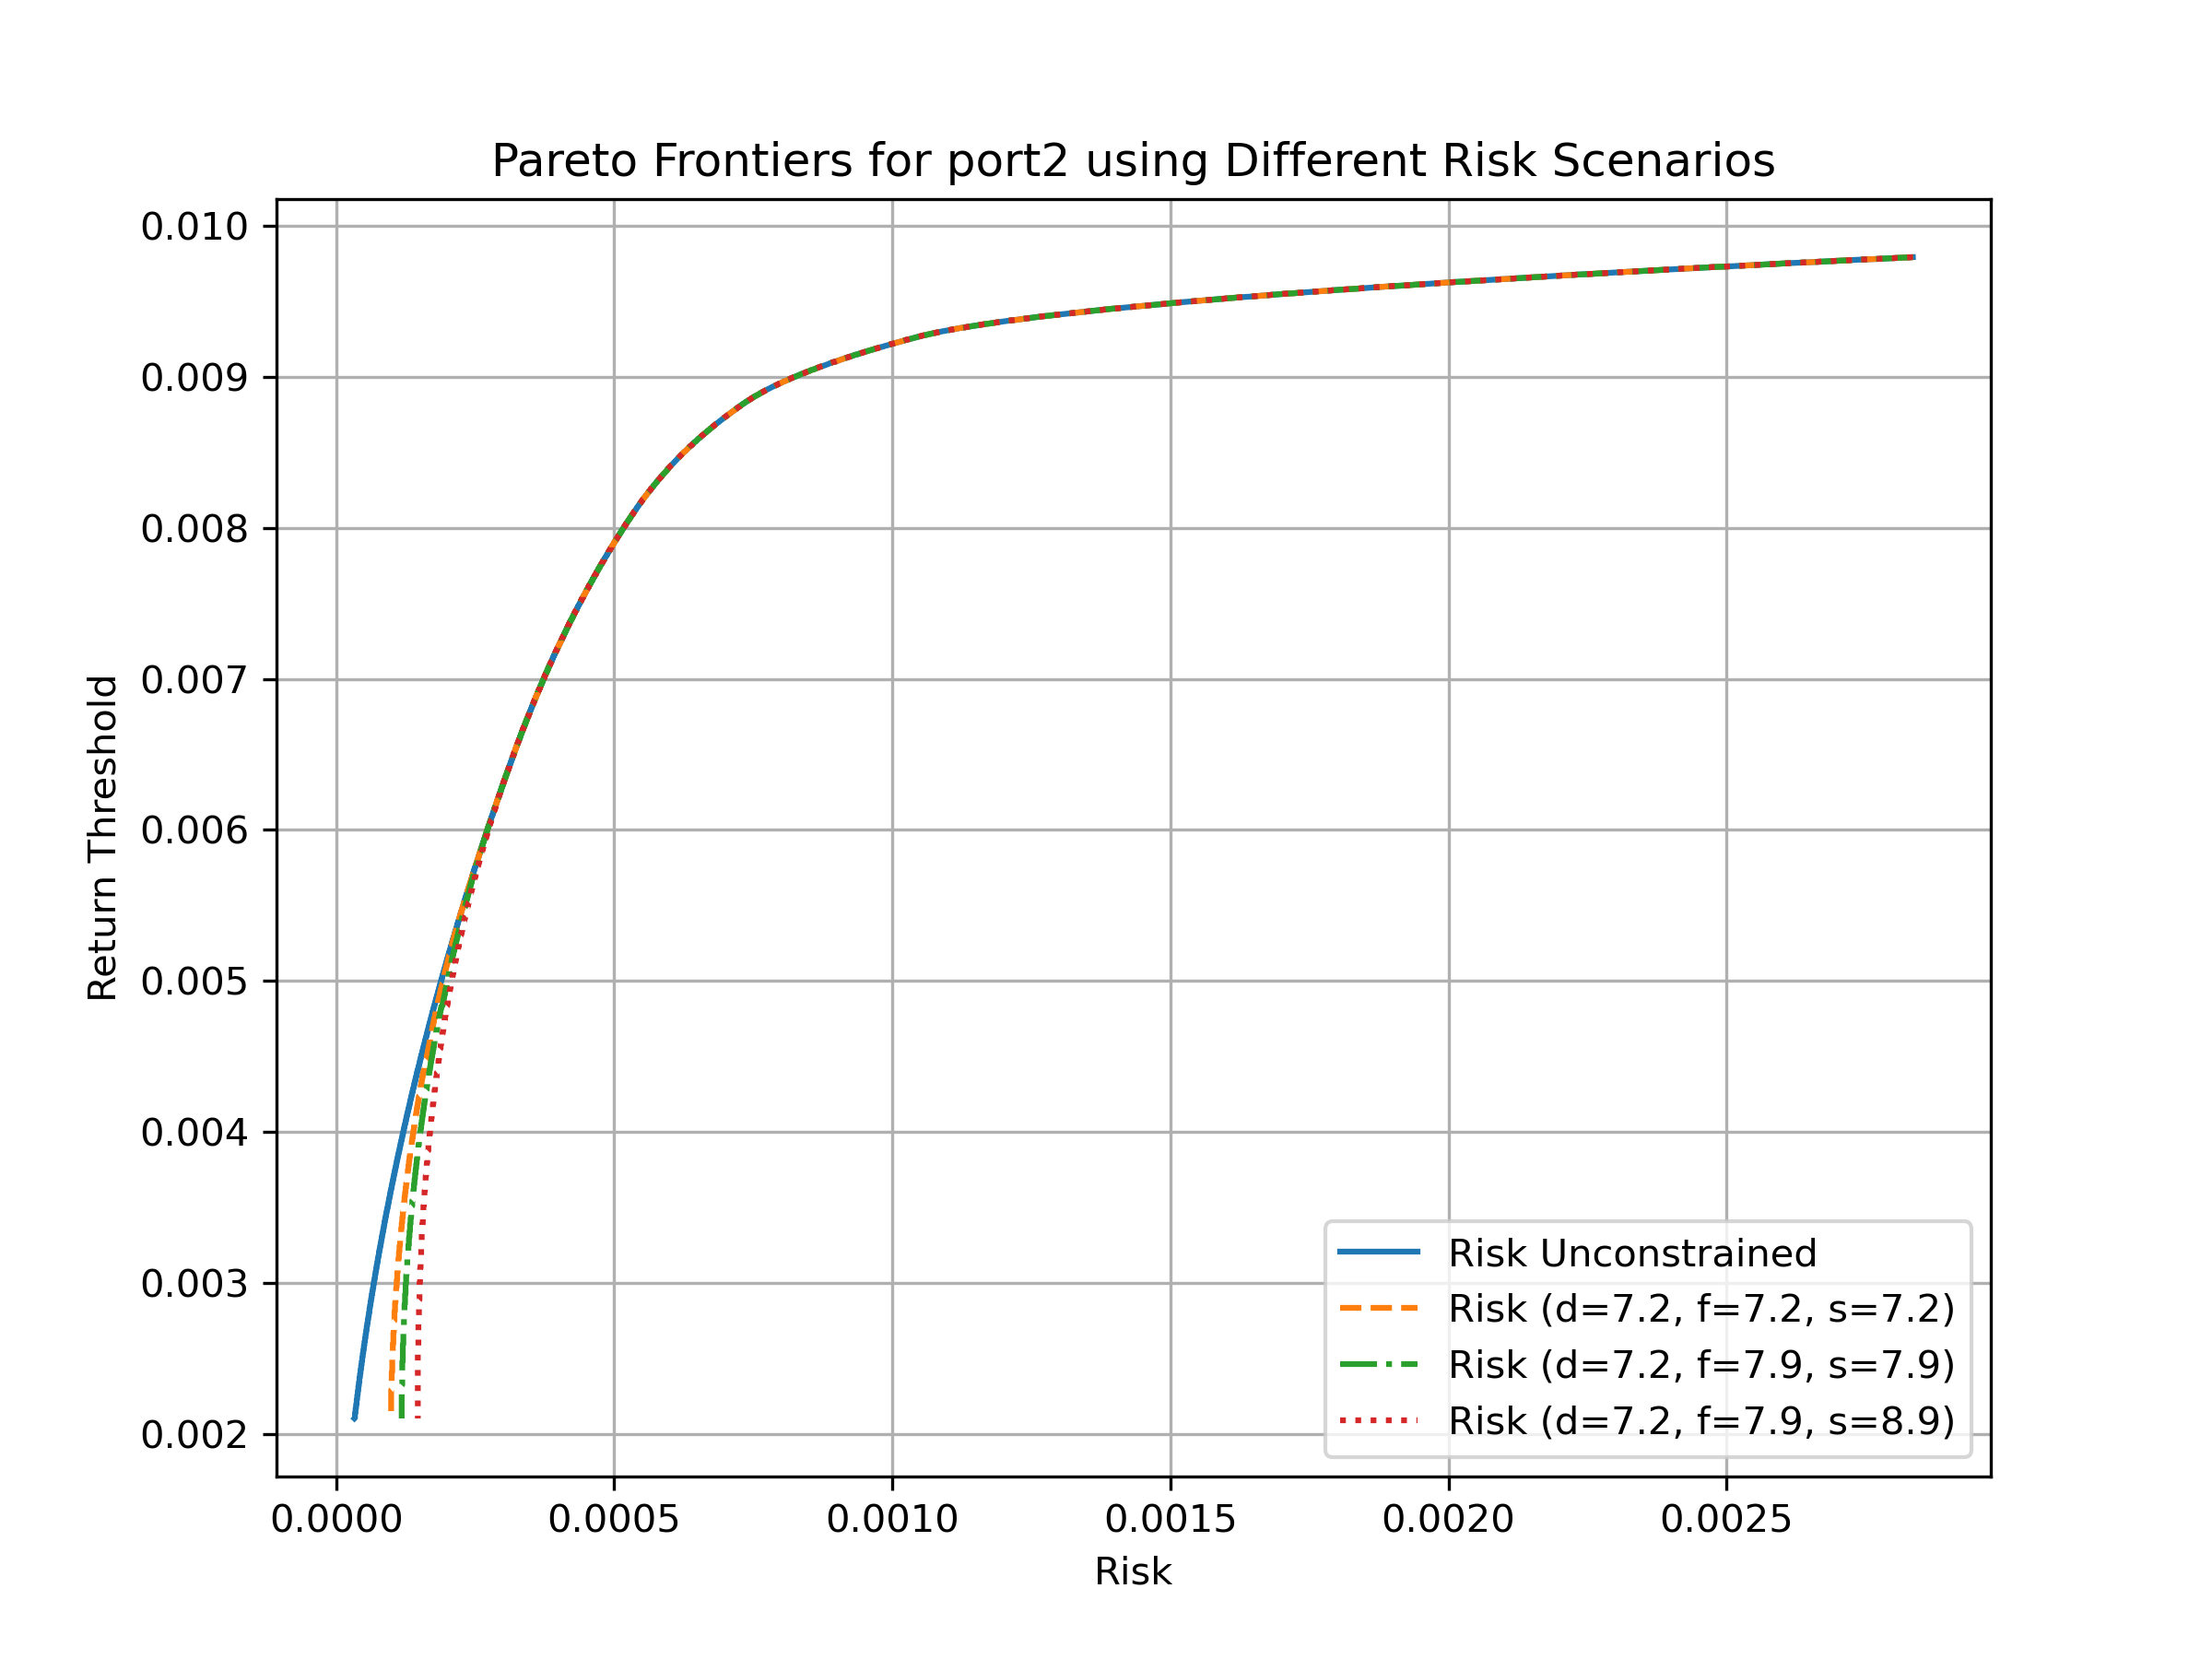 Pareto Frontiers for port2 using Different Risk Scenarios
0.010
0.009
0.008
0.007
0.006
0.005
0.004
0.003
0.002
Return Threshold
Risk Unconstrained
Risk (d=7.2, f=7.2, s=7.2)
Risk (d=7.2, f=7.9, s=7.9)
Risk (d=7.2, f=7.9, s=8.9)
0.0000 0.0005 0.0010 0.0015 0.0020 0.0025
Risk